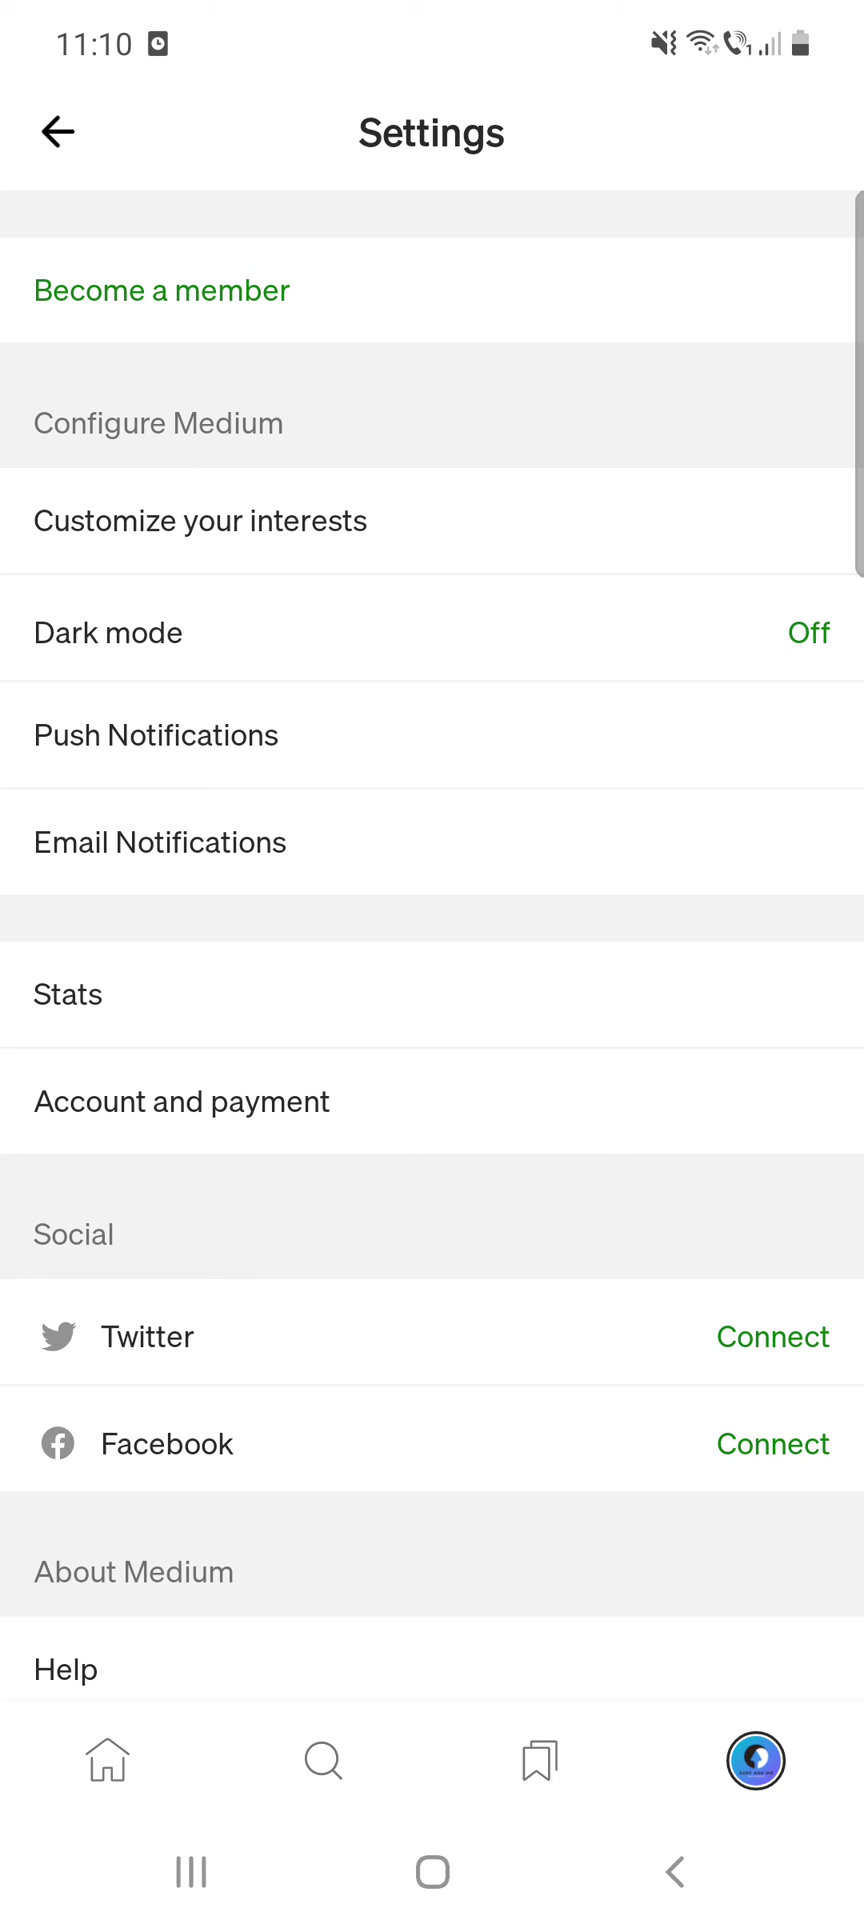 11:10
Settings
Become a member
Configure Medium
Customize your interests
Dark mode Off
Push Notifications
Email Notifications
Stats
Account and payment
Social
Twitter Connect
Facebook Connect
About Medium
Help